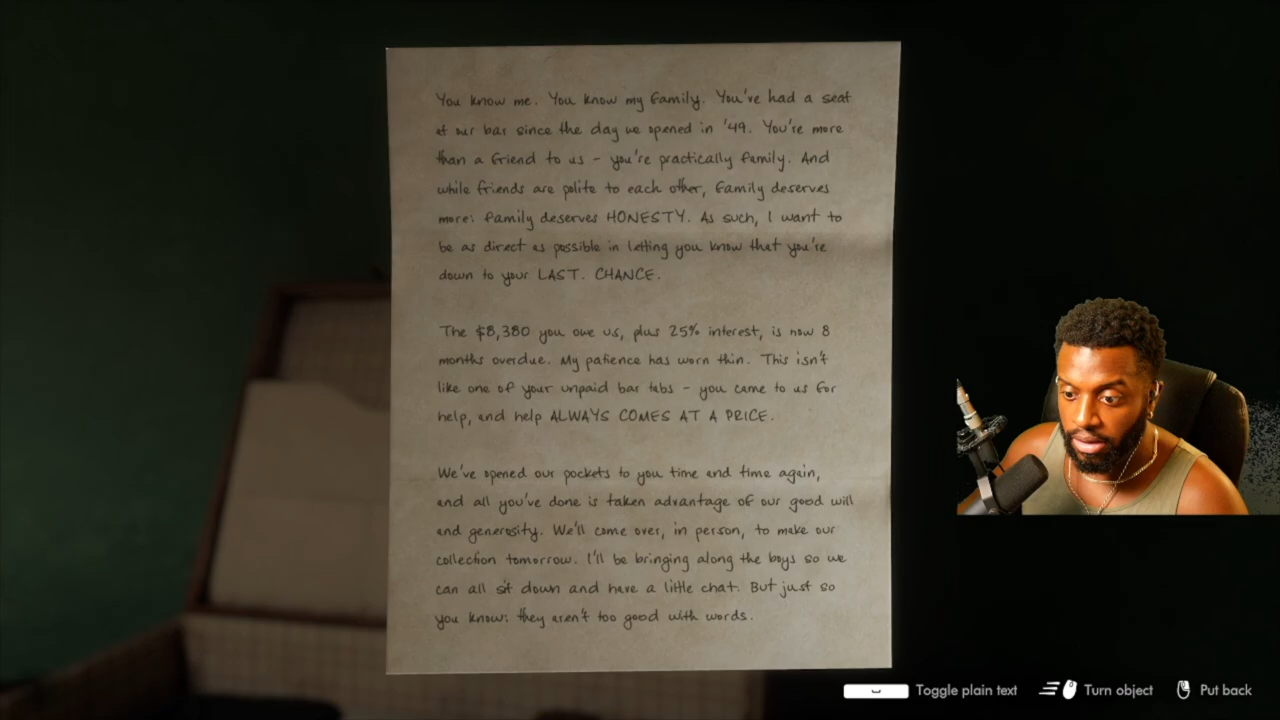 You know me. You know my family. You've had a seat
at our bar since the day we opened in '49. You're more
than a friend to us - you're practically family. And
while friends are polite to each other, family deserves
more: family deserves HONESTY. As such, I want to
be as direct as possible in letting you know that you're
down to your LAST. CHANCE.
The $8,380 you owe us, plus 25% interest, is now 8
months overdue. My patience has worn thin. This isn't
like one of your unpaid bar tabs - you came to us for
help, and help ALWAYS COMES AT A PRICE.
We've opened our pockets to you time and time again,
and all you've done is taken advantage of our good will
and generosity. We'll come over, in person, to make our
collection tomorrow. I'll be bringing along the boys so we
can all sit down and have a little chat. But just so
you know: they aren't too good with words.
Toggle plain text Turn object Put back